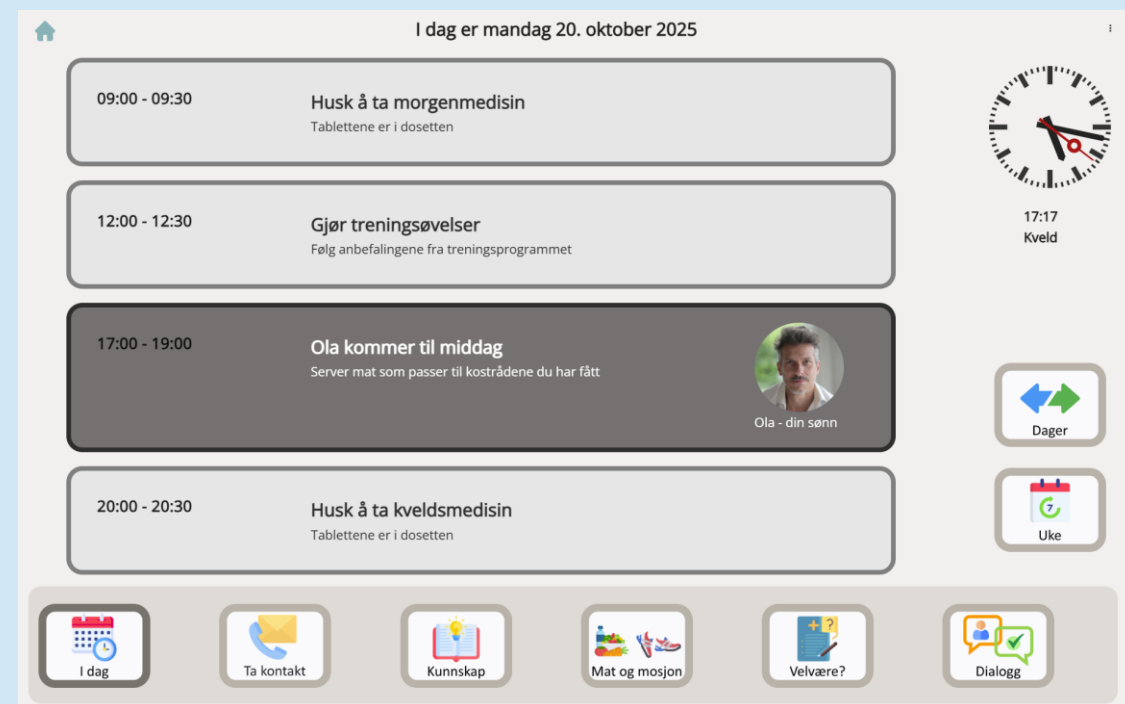 I dag er mandag 20. oktober 2025
09:00 - 09:30
Husk å ta morgenmedisin
Tablettene er i dosetten
12:00 - 12:30
Gjør treningsøvelser
Følg anbefalingene fra treningsprogrammet
17:00 - 19:00
Ola kommer til middag
Server mat som passer til kostrådene du har fått
Ola - din sønn
20:00 - 20:30
Husk å ta kveldsmedisin
Tablettene er i dosetten
17:17
Kveld
Dager
7
Uke
I dag
Ta kontakt
Kunnskap
Mat og mosjon
+ ?
Velvære?
Dialogg